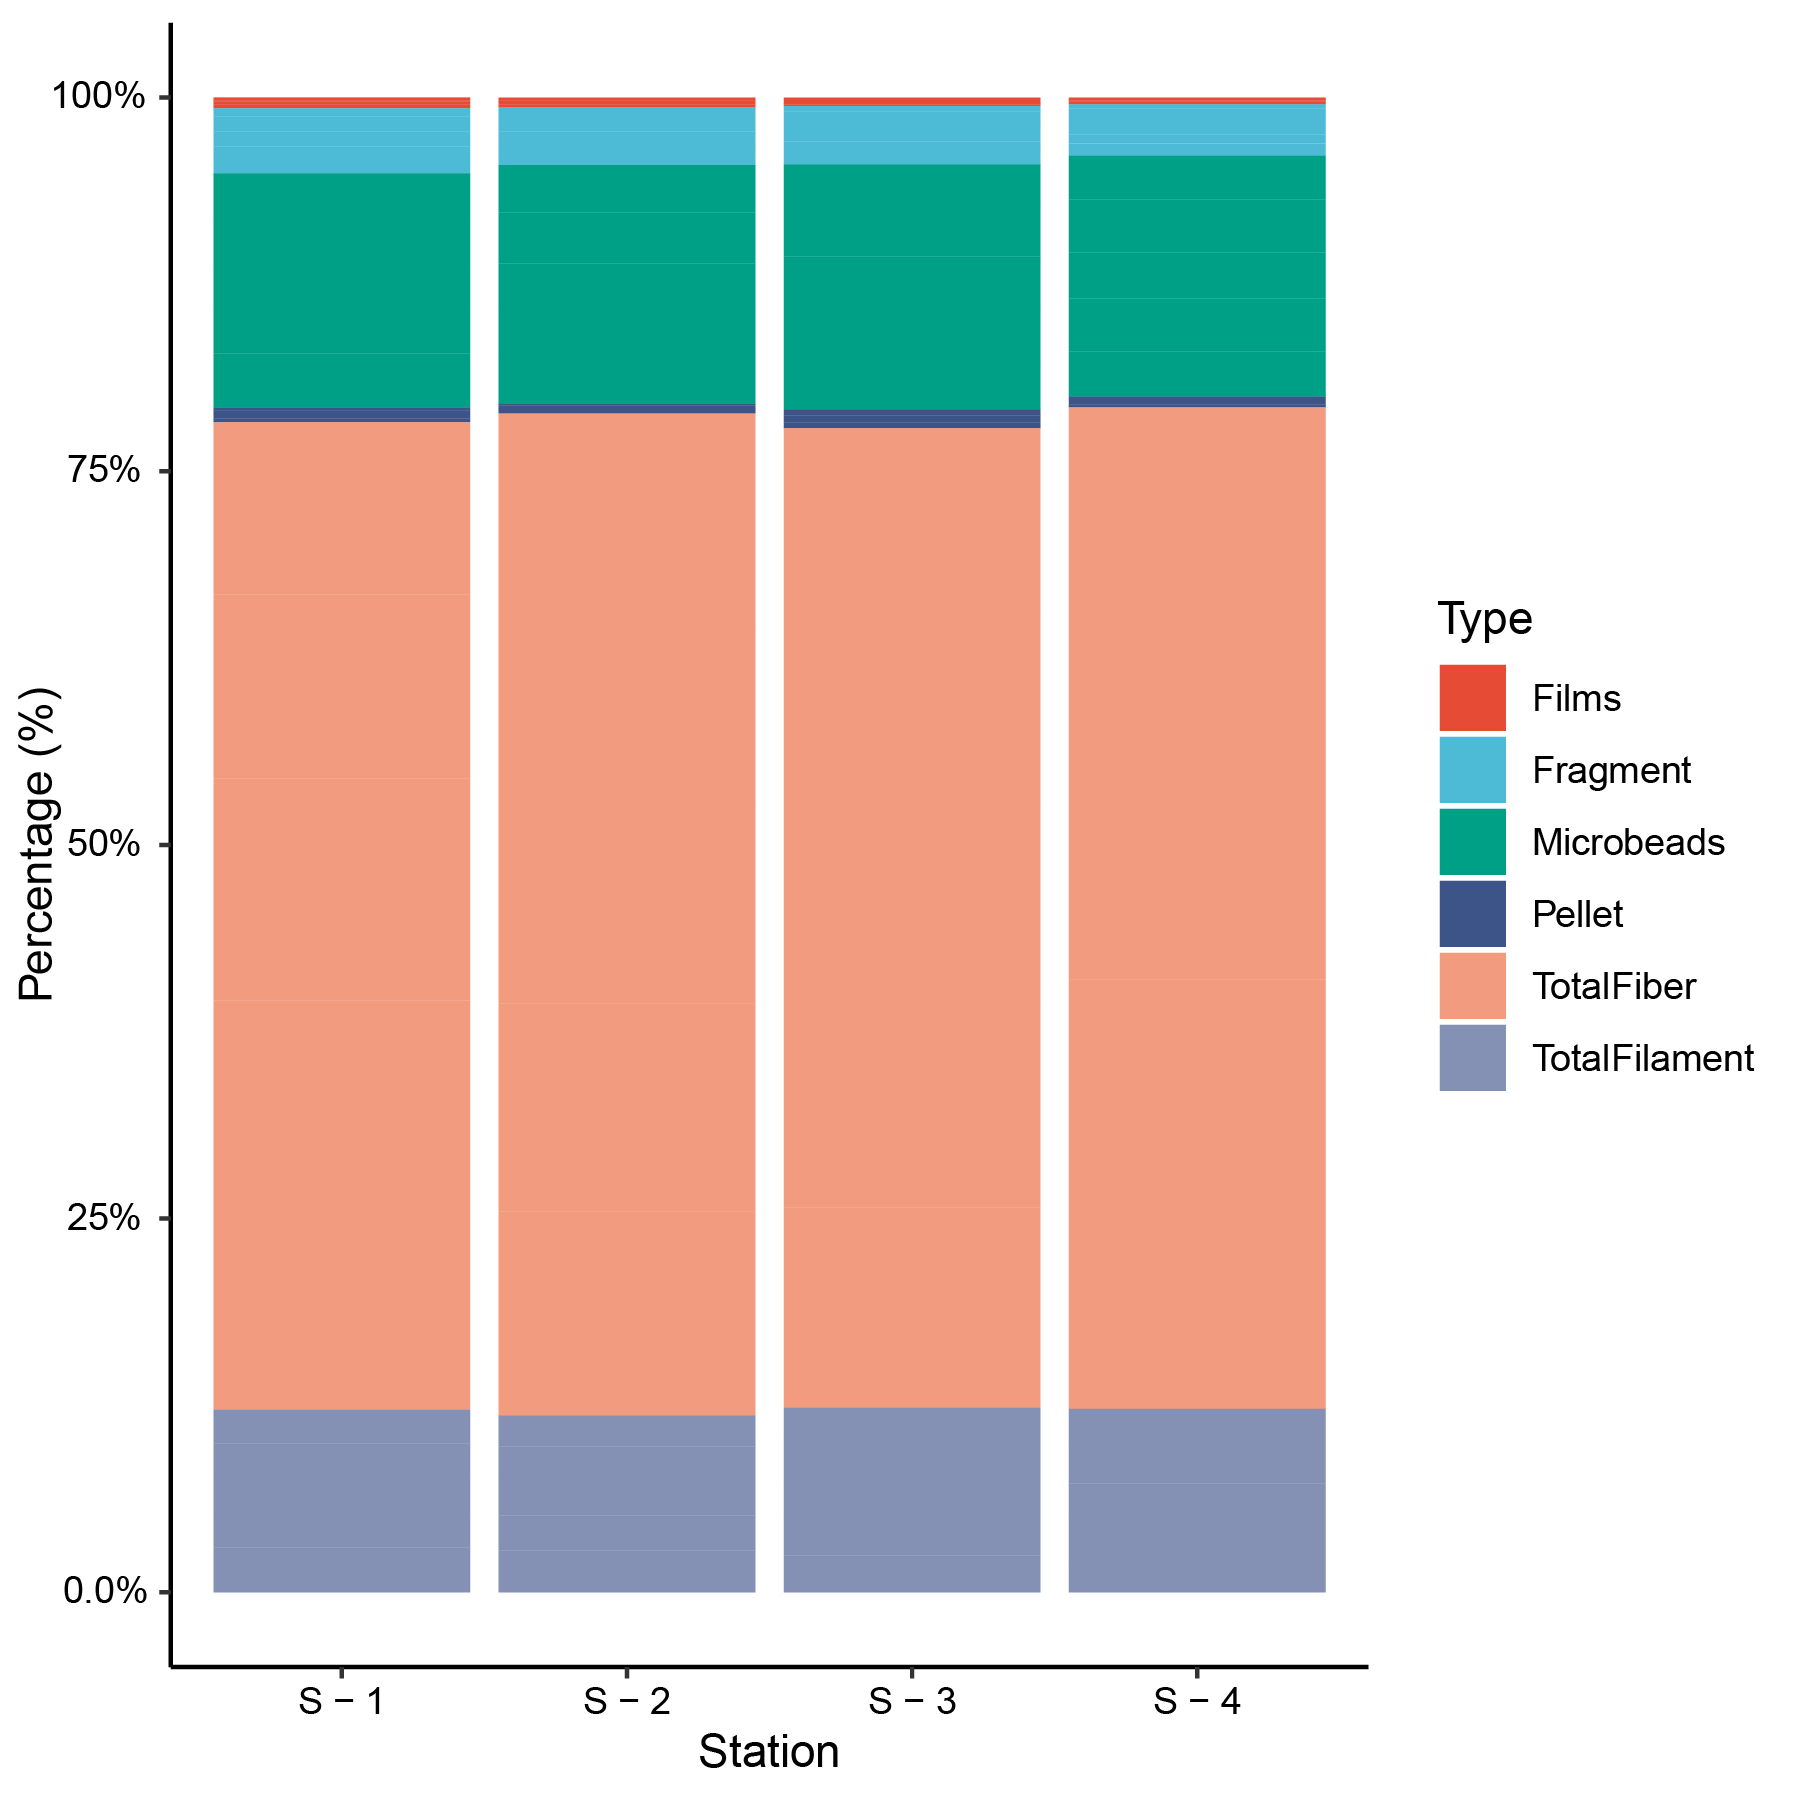 Percentage (%)
100%
75%
50%
25%
0.0%
S – 1
S – 2
S – 3
S – 4
Station
Type
Films
Fragment
Microbeads
Pellet
TotalFiber
TotalFilament